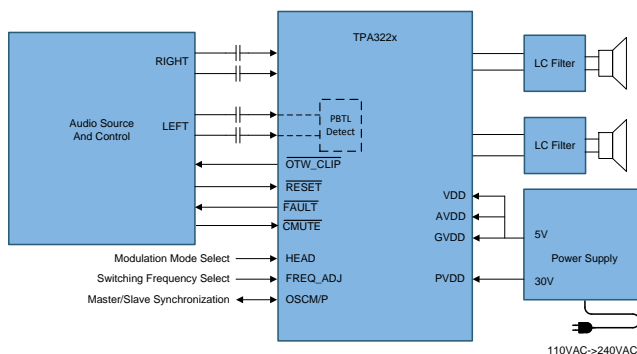 TPA322x
RIGHT
LC Filter
Audio Source
And Control
LEFT
PBTL
Detect
LC Filter
OTW_CLIP
RESET
VDD
FAULT
AVDD
CMUTE
GVDD
5V
Modulation Mode Select
HEAD
Power Supply
Switching Frequency Select
FREQ_ADJ
PVDD
30V
Master/Slave Synchronization
OSCM/P
110VAC->240VAC